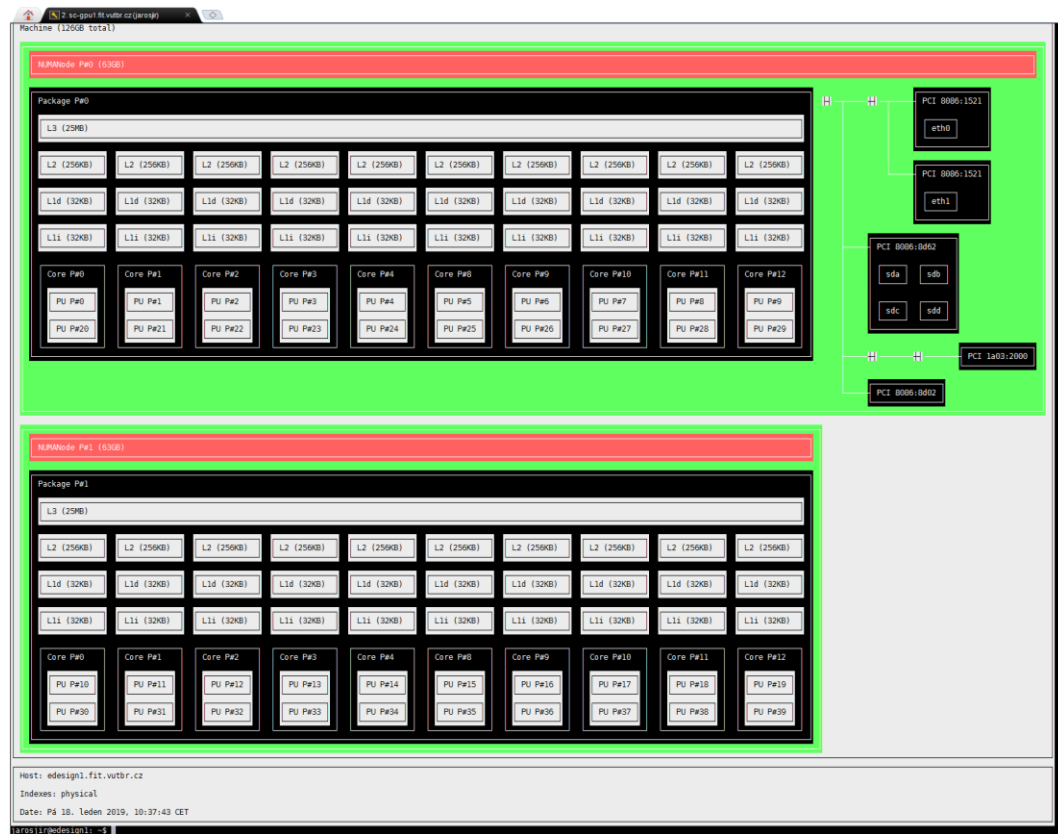 2. sc-gpu1.fit.vutbr.cz (jarosjir)
Machine (126GB total)
NUMANode P#0 (63GB)
Package P#0
L3 (25MB)
L2 (256KB) L2 (256KB) L2 (256KB) L2 (256KB) L2 (256KB) L2 (256KB) L2 (256KB) L2 (256KB) L2 (256KB) L2 (256KB)
L1d (32KB) L1d (32KB) L1d (32KB) L1d (32KB) L1d (32KB) L1d (32KB) L1d (32KB) L1d (32KB) L1d (32KB) L1d (32KB)
L1i (32KB) L1i (32KB) L1i (32KB) L1i (32KB) L1i (32KB) L1i (32KB) L1i (32KB) L1i (32KB) L1i (32KB) L1i (32KB)
Core P#0 Core P#1 Core P#2 Core P#3 Core P#4 Core P#8 Core P#9 Core P#10 Core P#11 Core P#12
PU P#0 PU P#1 PU P#2 PU P#3 PU P#4 PU P#5 PU P#6 PU P#7 PU P#8 PU P#9
PU P#20 PU P#21 PU P#22 PU P#23 PU P#24 PU P#25 PU P#26 PU P#27 PU P#28 PU P#29
PCI 8086:1521
eth0
PCI 8086:1521
eth1
PCI 8086:8d62
sda sdb
sdc sdd
PCI 1a03:2000
PCI 8086:8d02
NUMANode P#1 (63GB)
Package P#1
L3 (25MB)
L2 (256KB) L2 (256KB) L2 (256KB) L2 (256KB) L2 (256KB) L2 (256KB) L2 (256KB) L2 (256KB) L2 (256KB) L2 (256KB)
L1d (32KB) L1d (32KB) L1d (32KB) L1d (32KB) L1d (32KB) L1d (32KB) L1d (32KB) L1d (32KB) L1d (32KB) L1d (32KB)
L1i (32KB) L1i (32KB) L1i (32KB) L1i (32KB) L1i (32KB) L1i (32KB) L1i (32KB) L1i (32KB) L1i (32KB) L1i (32KB)
Core P#0 Core P#1 Core P#2 Core P#3 Core P#4 Core P#8 Core P#9 Core P#10 Core P#11 Core P#12
PU P#10 PU P#11 PU P#12 PU P#13 PU P#14 PU P#15 PU P#16 PU P#17 PU P#18 PU P#19
PU P#30 PU P#31 PU P#32 PU P#33 PU P#34 PU P#35 PU P#36 PU P#37 PU P#38 PU P#39
Host: edesign1.fit.vutbr.cz
Indexes: physical
Date: Pá 18. leden 2019, 10:37:43 CET
jarosjir@edesign1: ~$